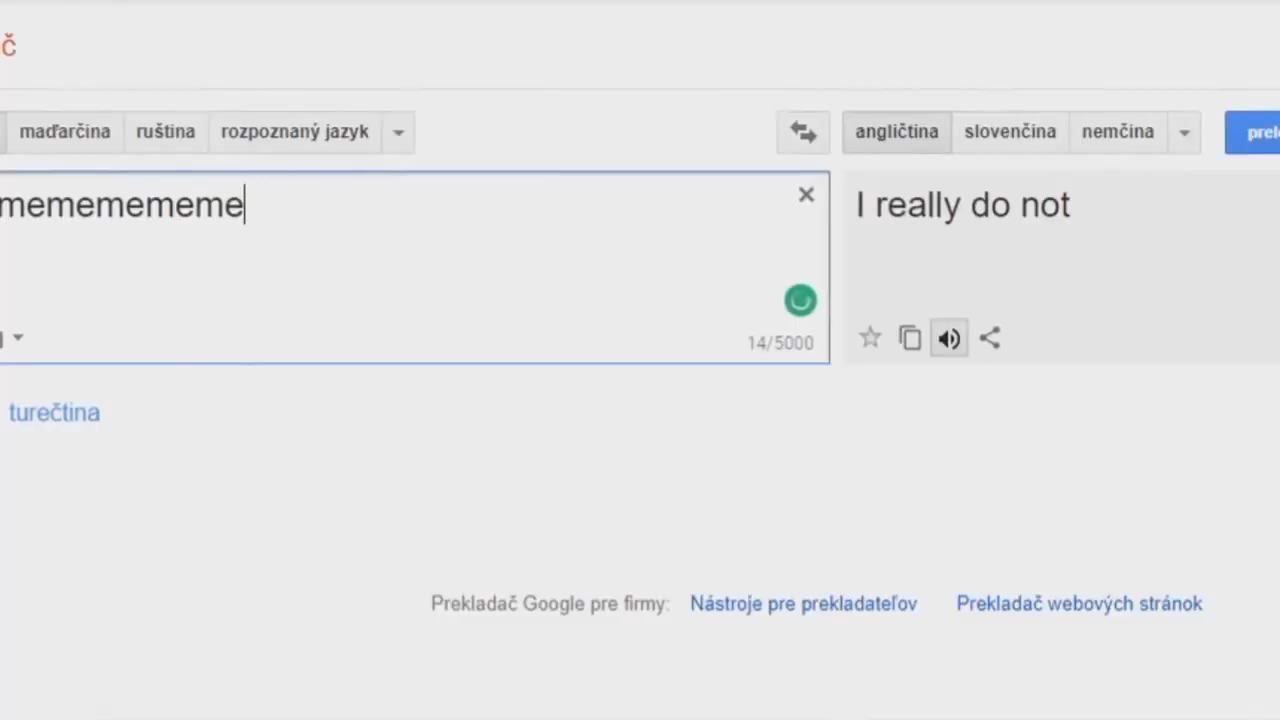 č
maďarčina ruština rozpoznaný jazyk angličtina slovenčina nemčina
memememememe I really do not
14/5000
turečtina
Prekladač Google pre firmy: Nástroje pre prekladateľov Prekladač webových stránok